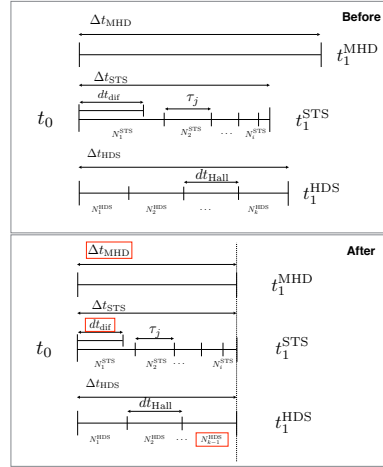 Before
Δt_MHD
t_1^MHD
Δt_STS
dt_dif τ_j
t_0 t_1^STS
N_1^STS N_2^STS ... N_i^STS
Δt_HDS
dt_Hall
t_1^HDS
N_1^HDS N_2^HDS ... N_k^HDS
After
Δt_MHD
t_1^MHD
Δt_STS
dt_dif τ_j
t_0 t_1^STS
N_1^STS N_2^STS ... N_i^STS
Δt_HDS
dt_Hall
t_1^HDS
N_1^HDS N_2^HDS ... N_{k-1}^HDS